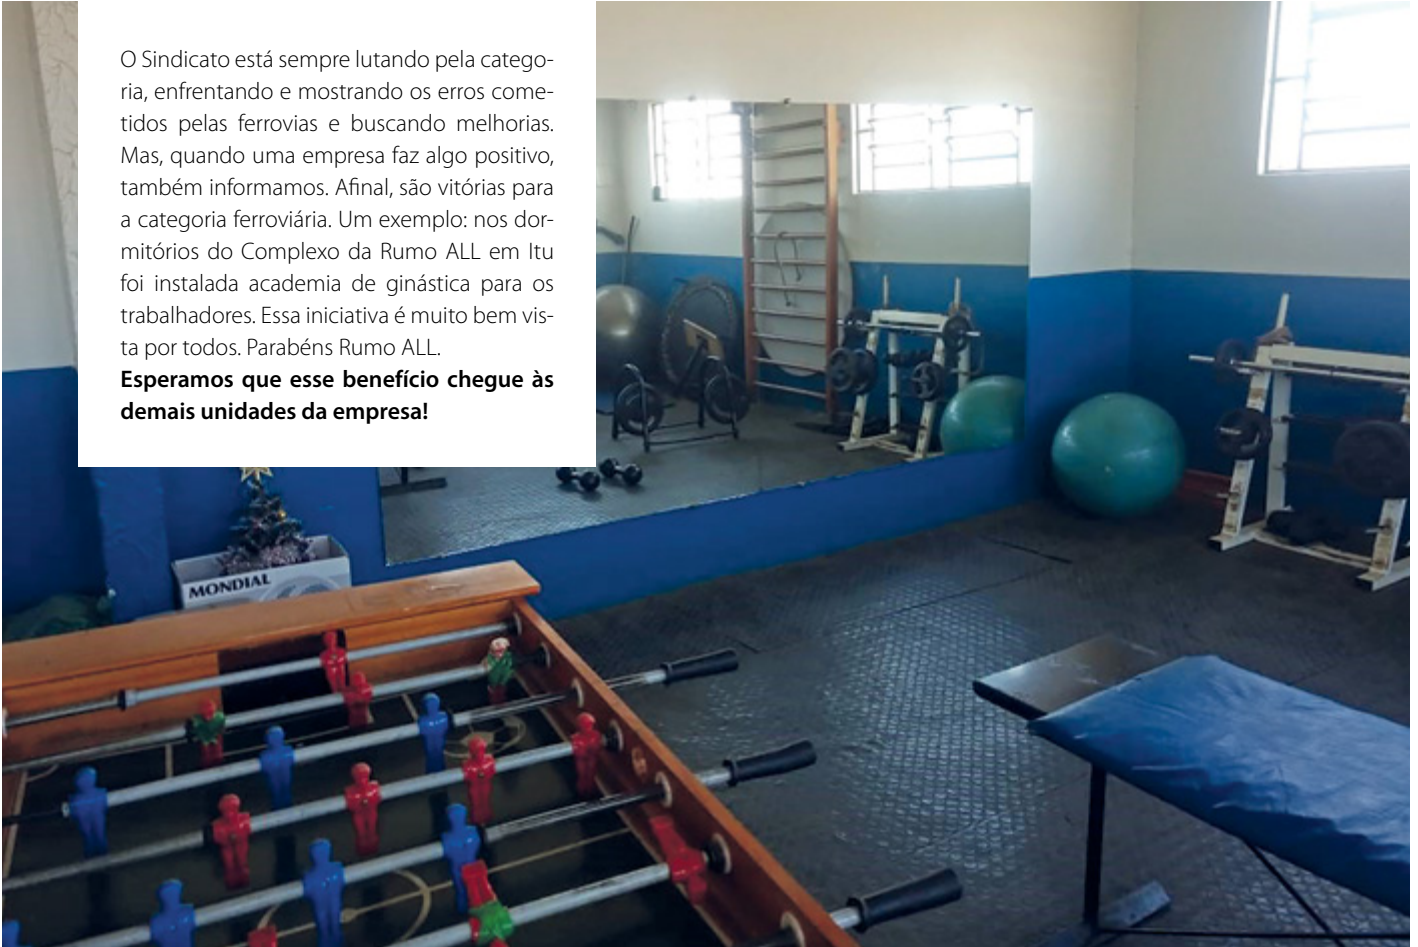 O Sindicato está sempre lutando pela catego-
ria, enfrentando e mostrando os erros come-
tidos pelas ferrovias e buscando melhorias.
Mas, quando uma empresa faz algo positivo,
também informamos. Afinal, são vitórias para
a categoria ferroviária. Um exemplo: nos dor-
mitórios do Complexo da Rumo ALL em Itu
foi instalada academia de ginástica para os
trabalhadores. Essa iniciativa é muito bem vis-
ta por todos. Parabéns Rumo ALL.
Esperamos que esse benefício chegue às
demais unidades da empresa!
MONDIAL